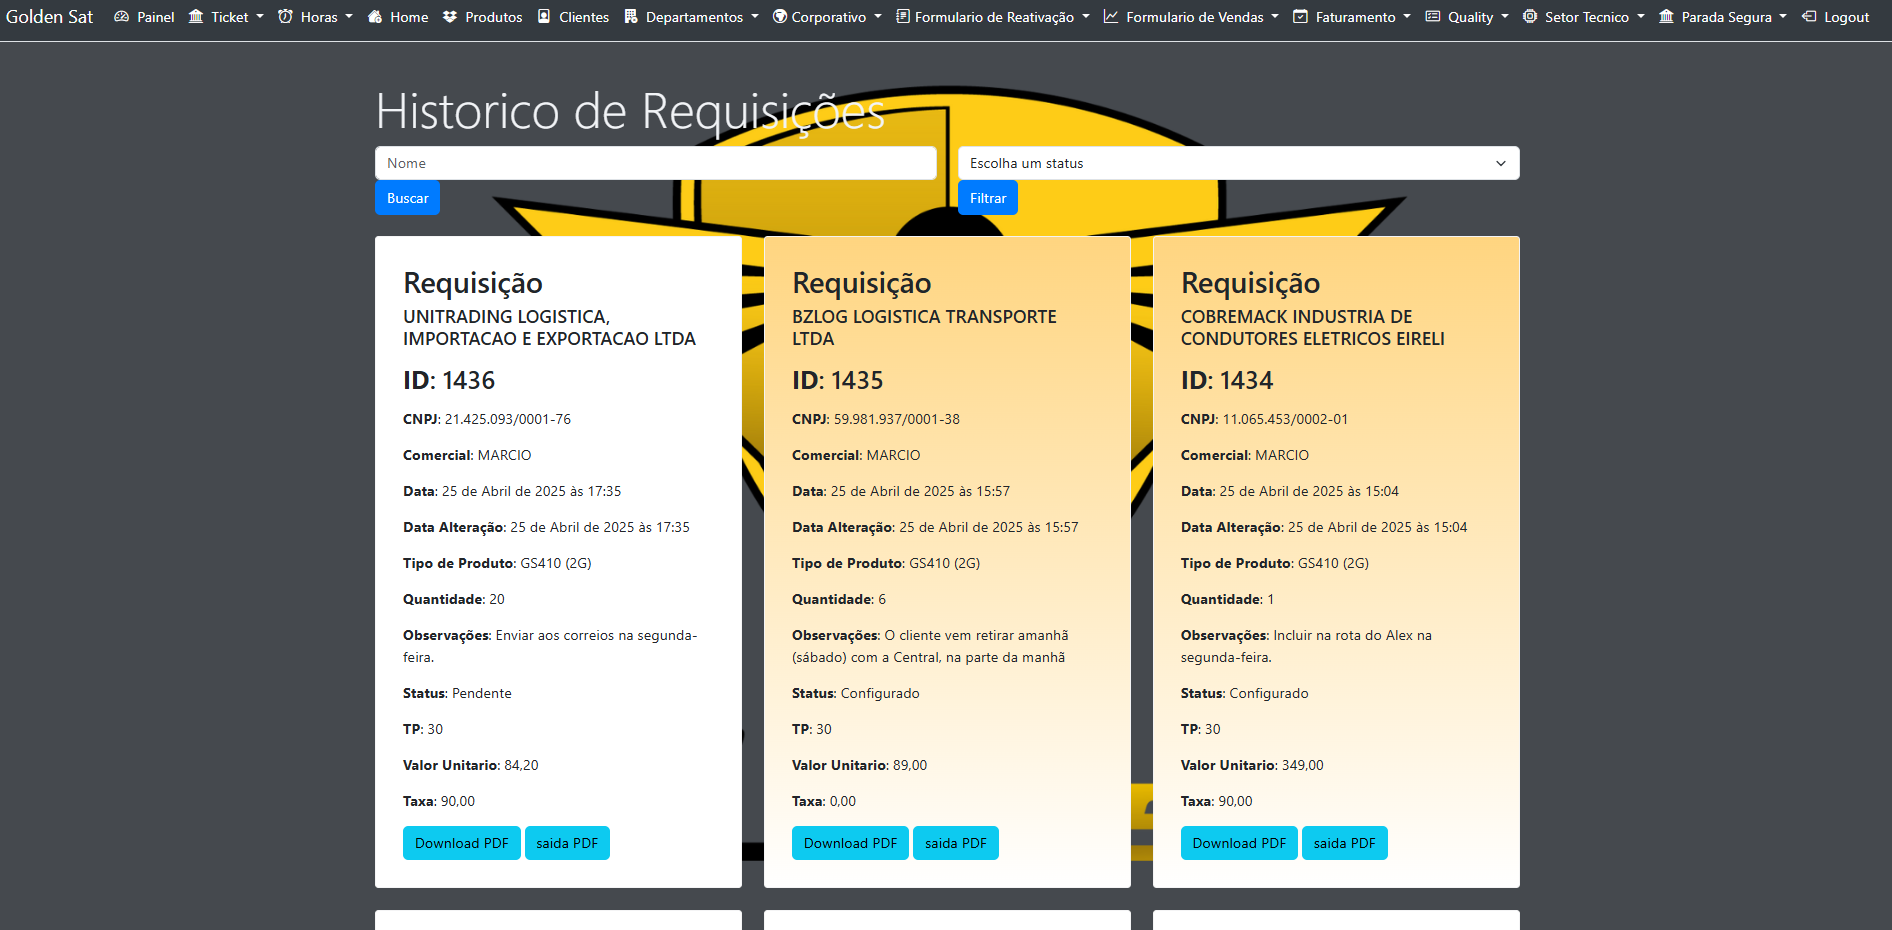 Golden Sat Painel Ticket Horas Home Produtos Clientes Departamentos Corporativo Formulario de Reativação Formulario de Vendas Faturamento Quality Setor Tecnico Parada Segura Logout
Historico de Requisições
Nome
Escolha um status
Buscar
Filtrar
Requisição
UNITRADING LOGISTICA,
IMPORTACAO E EXPORTACAO LTDA
ID: 1436
CNPJ: 21.425.093/0001-76
Comercial: MARCIO
Data: 25 de Abril de 2025 às 17:35
Data Alteração: 25 de Abril de 2025 às 17:35
Tipo de Produto: GS410 (2G)
Quantidade: 20
Observações: Enviar aos correios na segunda-
feira.
Status: Pendente
TP: 30
Valor Unitario: 84,20
Taxa: 90,00
Download PDF saida PDF
Requisição
BZLOG LOGISTICA TRANSPORTE
LTDA
ID: 1435
CNPJ: 59.981.937/0001-38
Comercial: MARCIO
Data: 25 de Abril de 2025 às 15:57
Data Alteração: 25 de Abril de 2025 às 15:57
Tipo de Produto: GS410 (2G)
Quantidade: 6
Observações: O cliente vem retirar amanhã
(sábado) com a Central, na parte da manhã
Status: Configurado
TP: 30
Valor Unitario: 89,00
Taxa: 0,00
Download PDF saida PDF
Requisição
COBREMACK INDUSTRIA DE
CONDUTORES ELETRICOS EIRELI
ID: 1434
CNPJ: 11.065.453/0002-01
Comercial: MARCIO
Data: 25 de Abril de 2025 às 15:04
Data Alteração: 25 de Abril de 2025 às 15:04
Tipo de Produto: GS410 (2G)
Quantidade: 1
Observações: Incluir na rota do Alex na
segunda-feira.
Status: Configurado
TP: 30
Valor Unitario: 349,00
Taxa: 90,00
Download PDF saida PDF